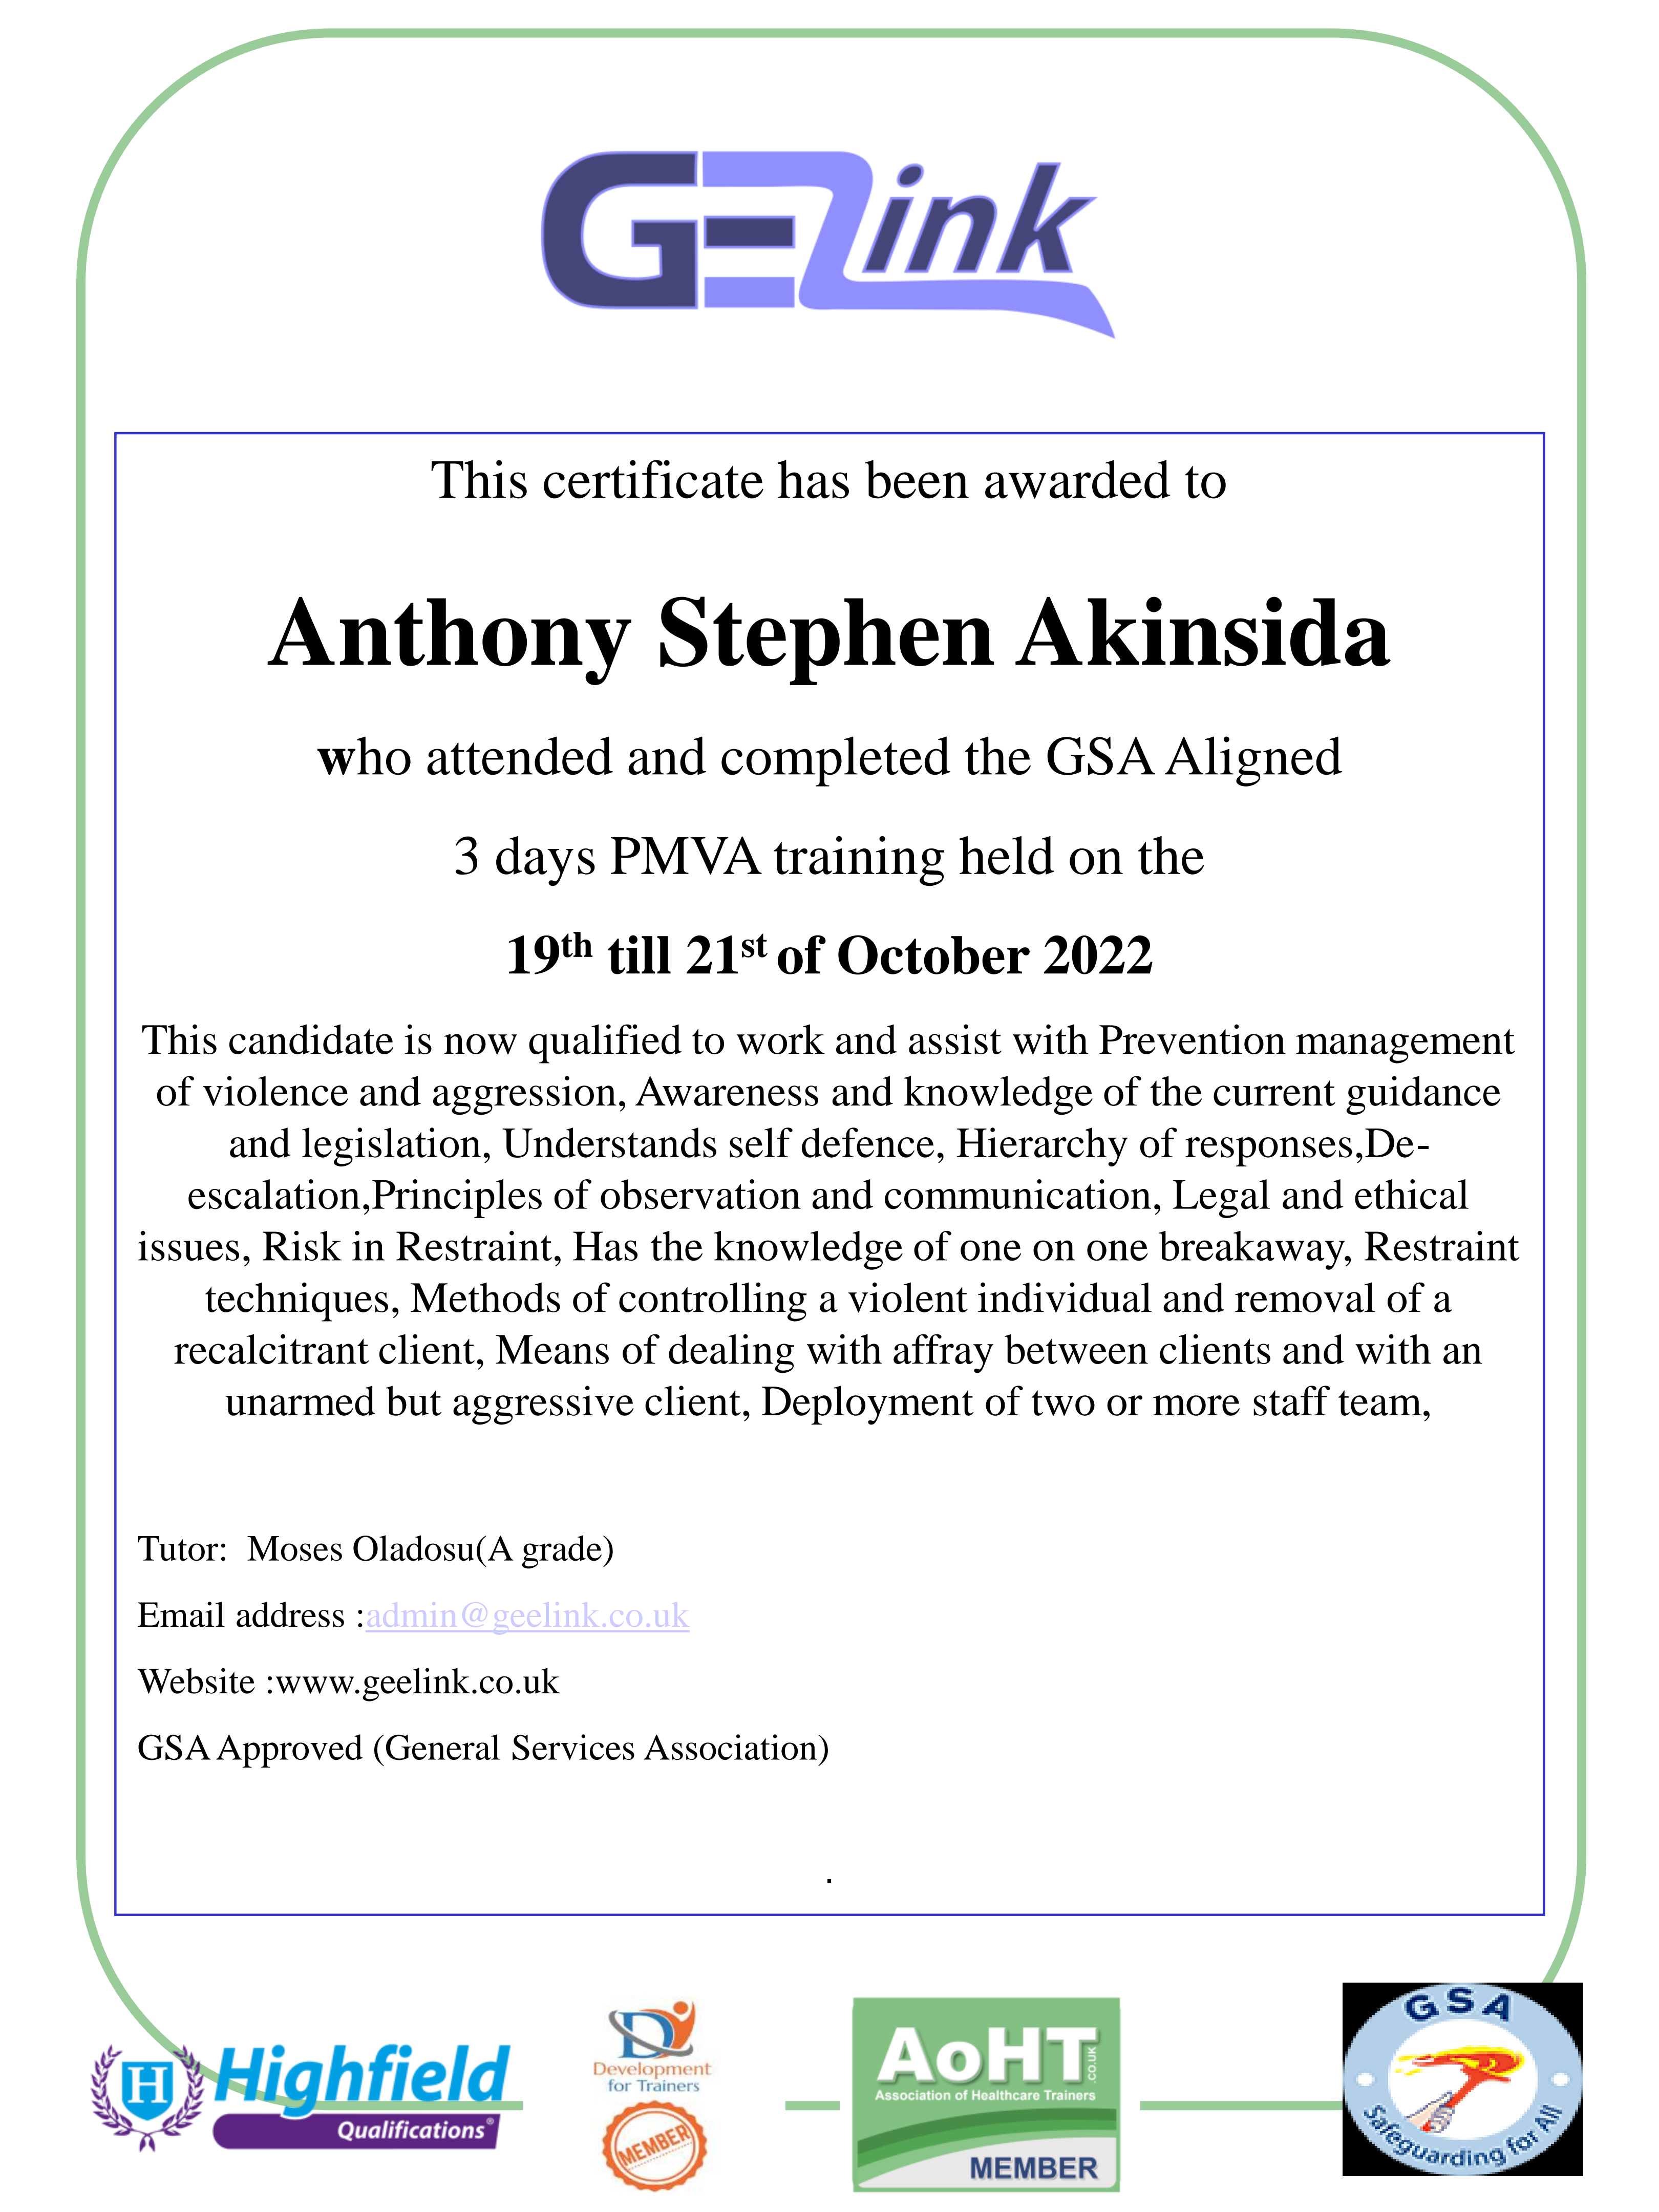 GEElink
This certificate has been awarded to
Anthony Stephen Akinsida
who attended and completed the GSA Aligned
3 days PMVA training held on the
19th till 21st of October 2022
This candidate is now qualified to work and assist with Prevention management
of violence and aggression, Awareness and knowledge of the current guidance
and legislation, Understands self defence, Hierarchy of responses,De-
escalation,Principles of observation and communication, Legal and ethical
issues, Risk in Restraint, Has the knowledge of one on one breakaway, Restraint
techniques, Methods of controlling a violent individual and removal of a
recalcitrant client, Means of dealing with affray between clients and with an
unarmed but aggressive client, Deployment of two or more staff team,
Tutor:  Moses Oladosu(A grade)
Email address :admin@geelink.co.uk
Website :www.geelink.co.uk
GSA Approved (General Services Association)
.
H Highfield
Qualifications®
D
Development
for Trainers
MEMBER
AoHT.CO.UK
Association of Healthcare Trainers
MEMBER
GSA
Safeguarding for All